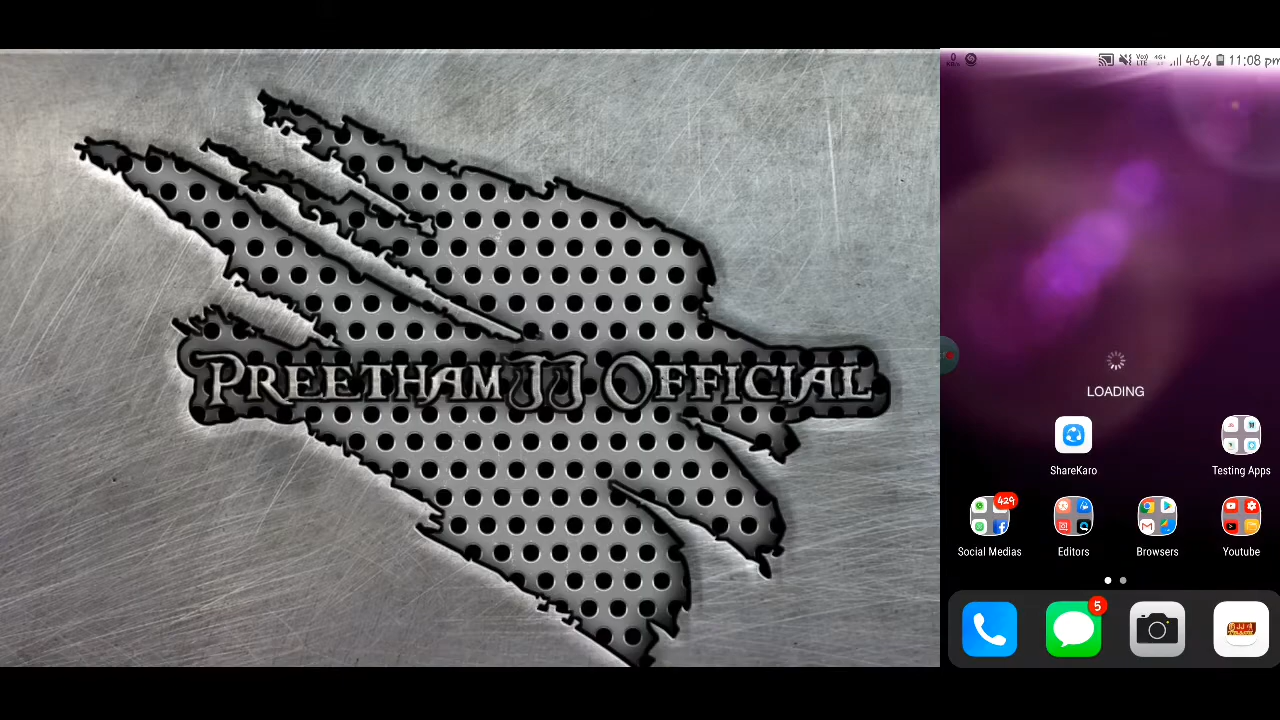 PREETHAM JJ OFFICIAL
46% 11:08 pm
LOADING
ShareKaro
Testing Apps
429
Social Medias
Editors
Browsers
Youtube
5